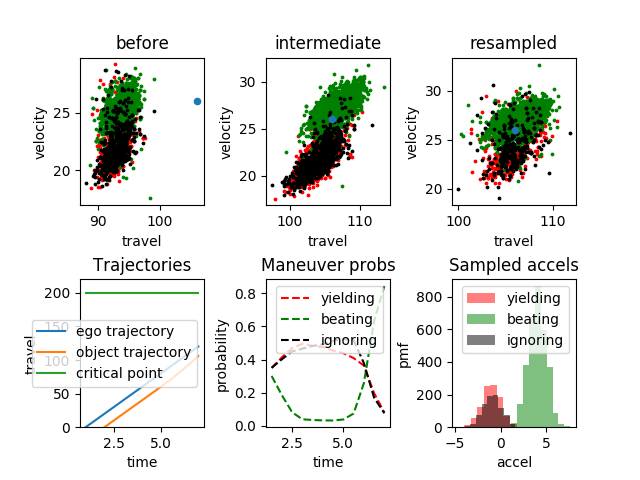 before
intermediate
resampled
velocity
25
20
90
100
travel
velocity
30
25
20
100
110
travel
velocity
30
25
20
100
110
travel
Trajectories
Maneuver probs
Sampled accels
travel
200
150
100
50
0
ego trajectory
object trajectory
critical point
2.5
5.0
time
probability
0.8
0.6
0.4
0.2
0.0
yielding
beating
ignoring
2.5
5.0
time
pmf
800
600
400
200
0
yielding
beating
ignoring
−5
0
5
accel